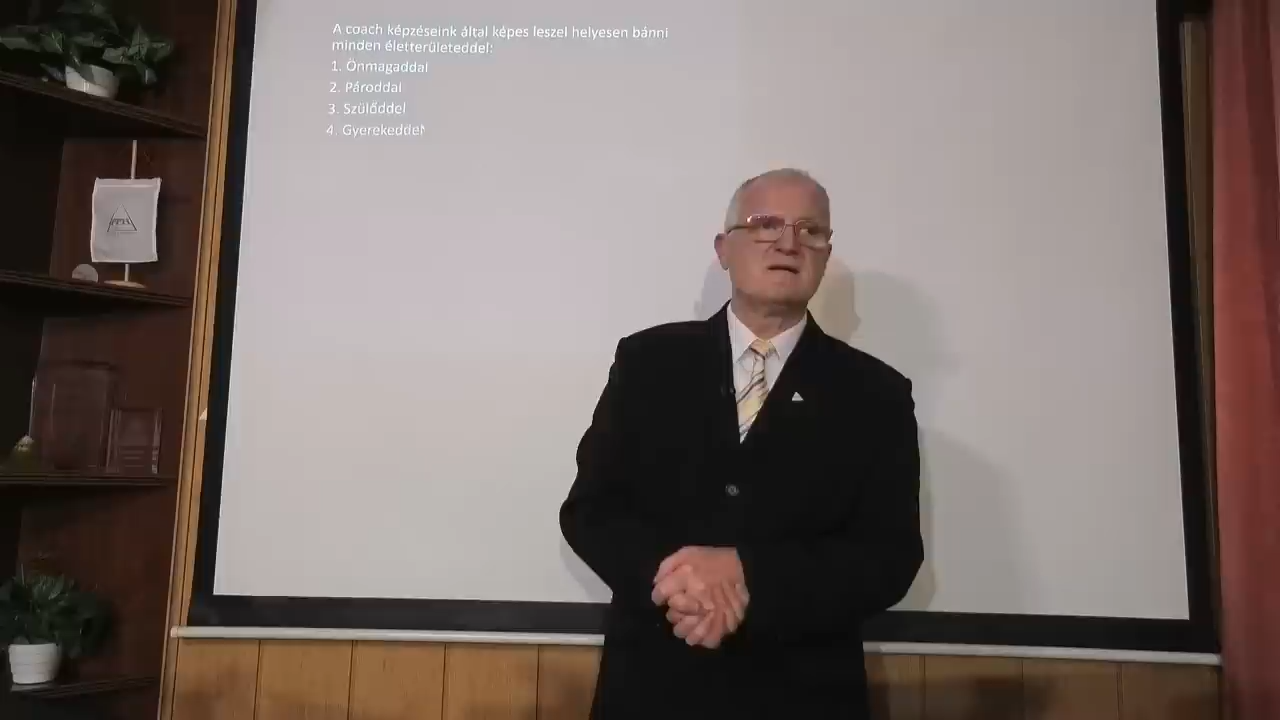 A coach képzéseink által képes leszel helyesen bánni
minden életterületeddel:
1. Önmagaddal
2. Pároddal
3. Szülőddel
4. Gyerekeddel